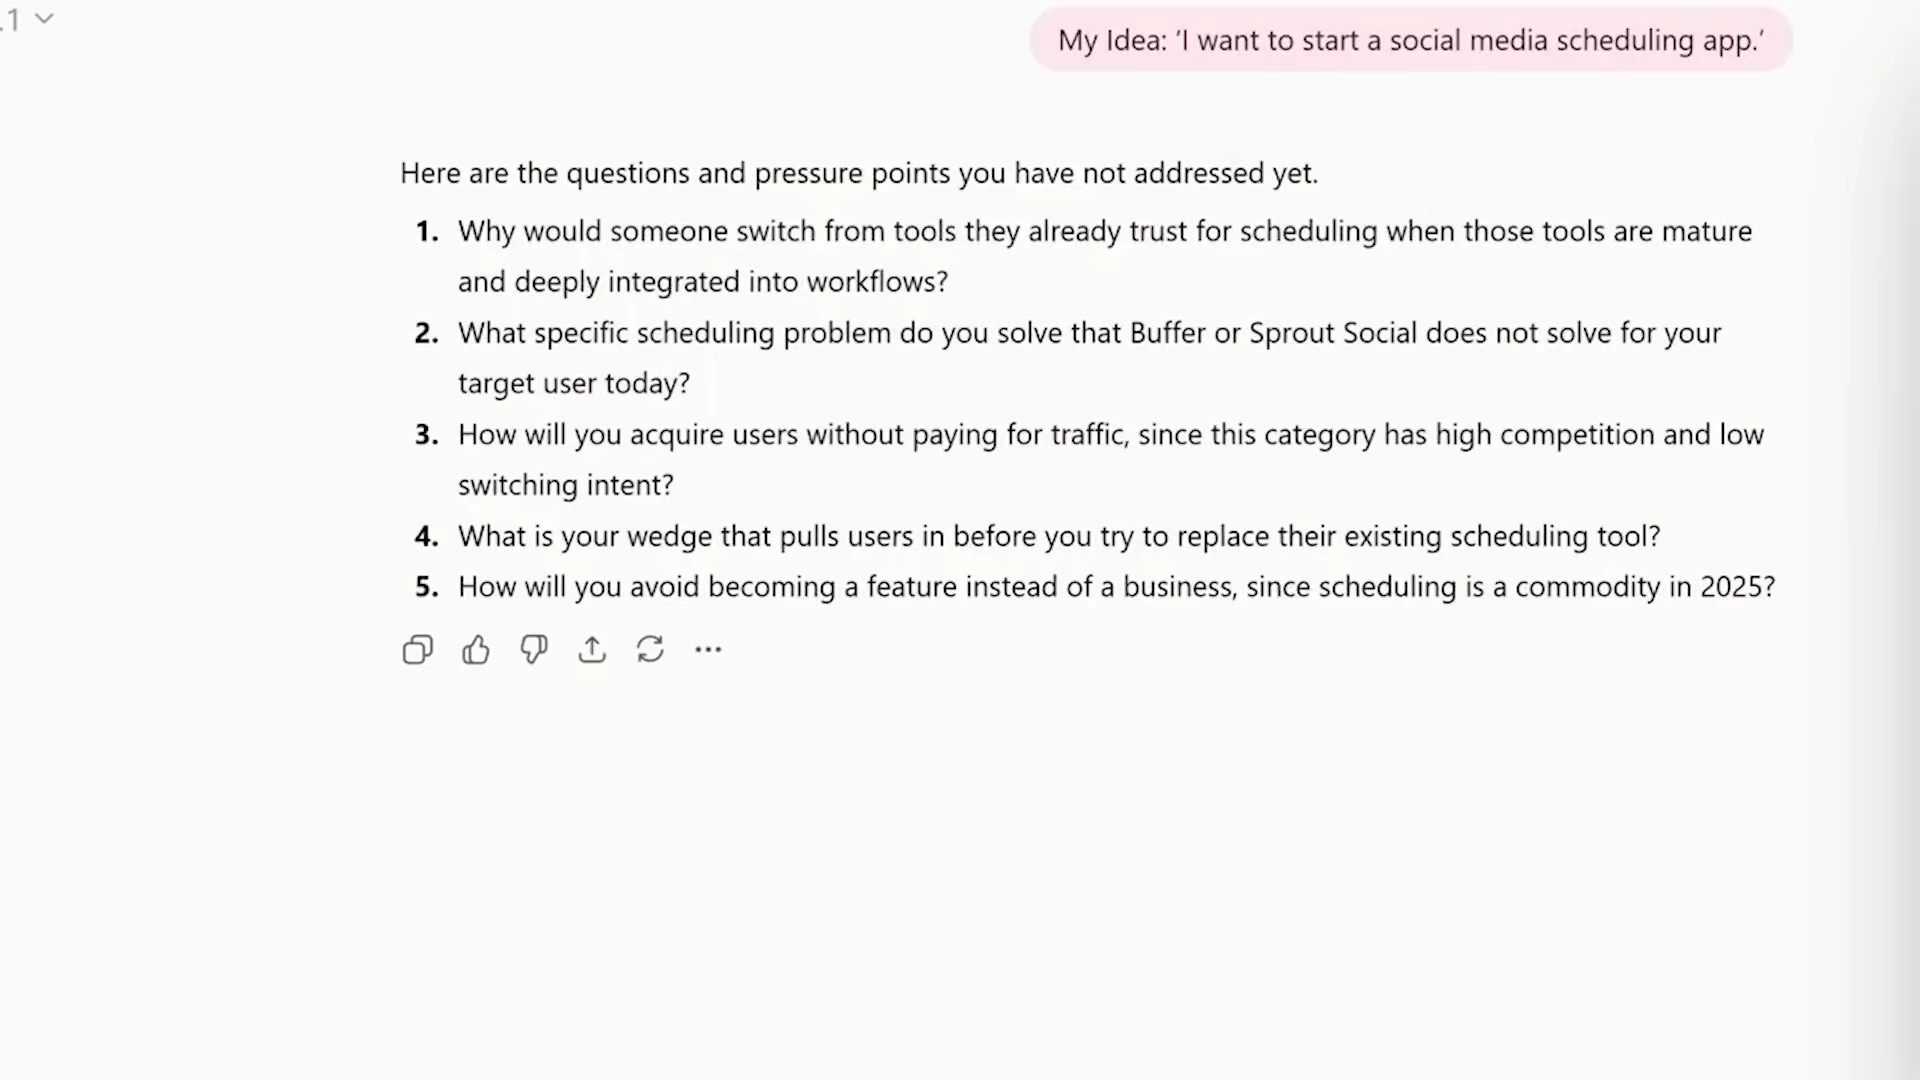 .1
My Idea: ‘I want to start a social media scheduling app.’
Here are the questions and pressure points you have not addressed yet.
1. Why would someone switch from tools they already trust for scheduling when those tools are mature
and deeply integrated into workflows?
2. What specific scheduling problem do you solve that Buffer or Sprout Social does not solve for your
target user today?
3. How will you acquire users without paying for traffic, since this category has high competition and low
switching intent?
4. What is your wedge that pulls users in before you try to replace their existing scheduling tool?
5. How will you avoid becoming a feature instead of a business, since scheduling is a commodity in 2025?